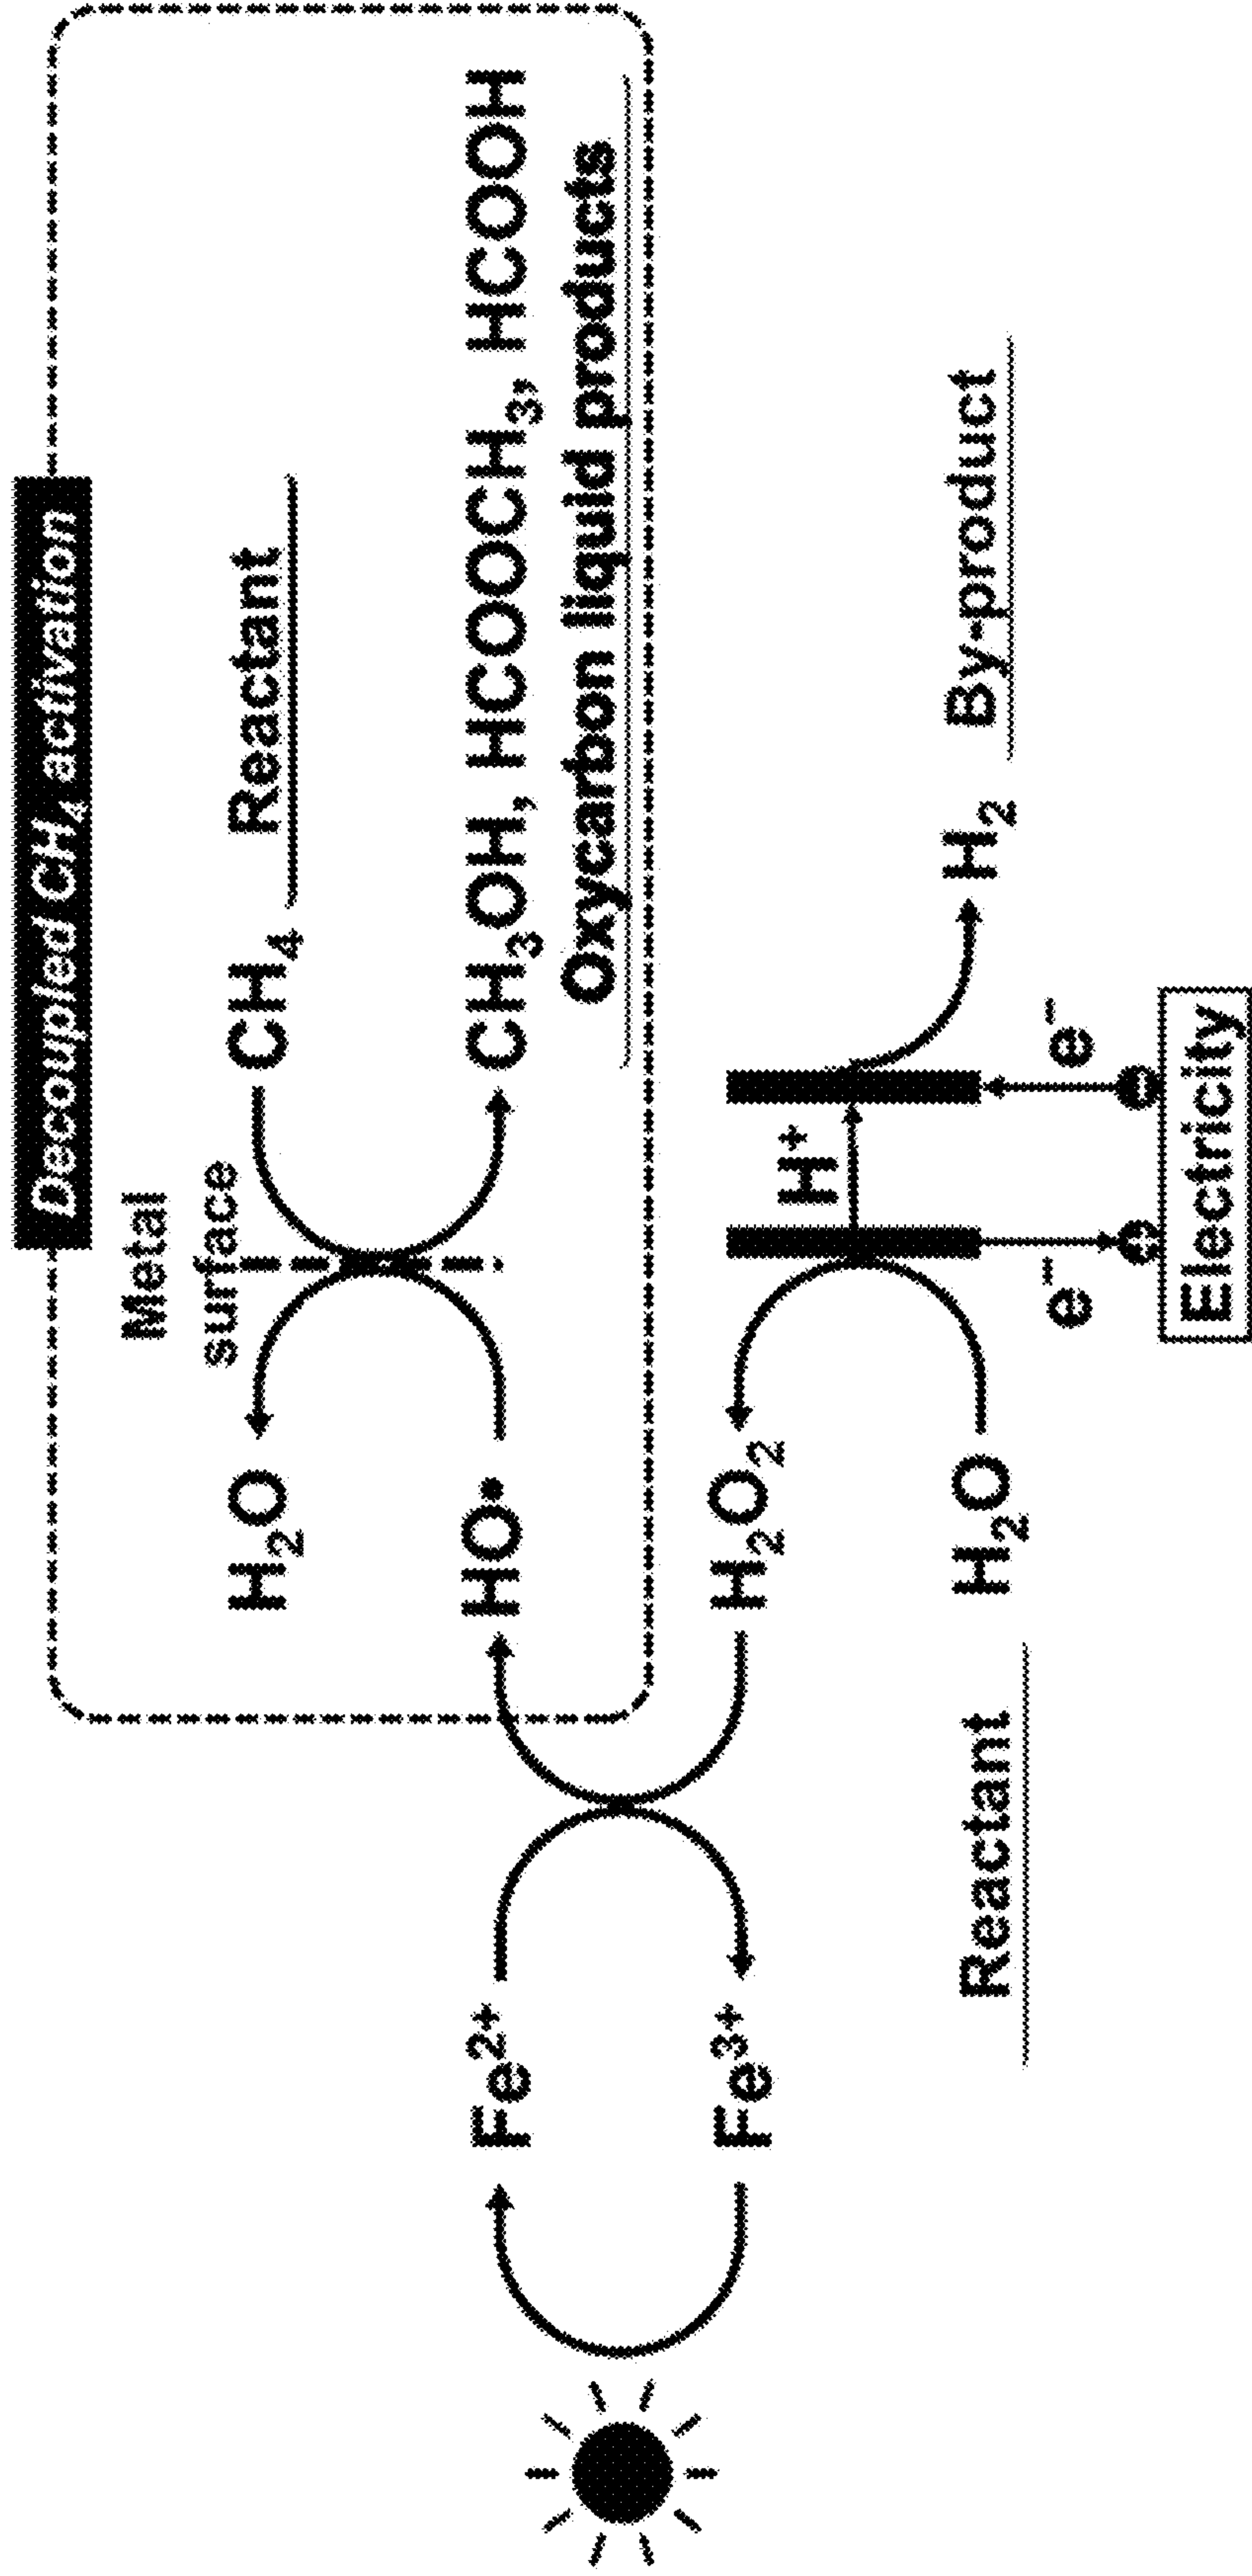 Decoupled CH₄ activation
Metal
surface
H₂O
CH₄ Reactant
Fe²⁺
HO•
CH₃OH, HCOOCH₃, HCOOH
Oxycarbon liquid products
Fe³⁺
H₂O₂
H⁺
Reactant
H₂O
H₂ By-product
e⁻
e⁻
Electricity